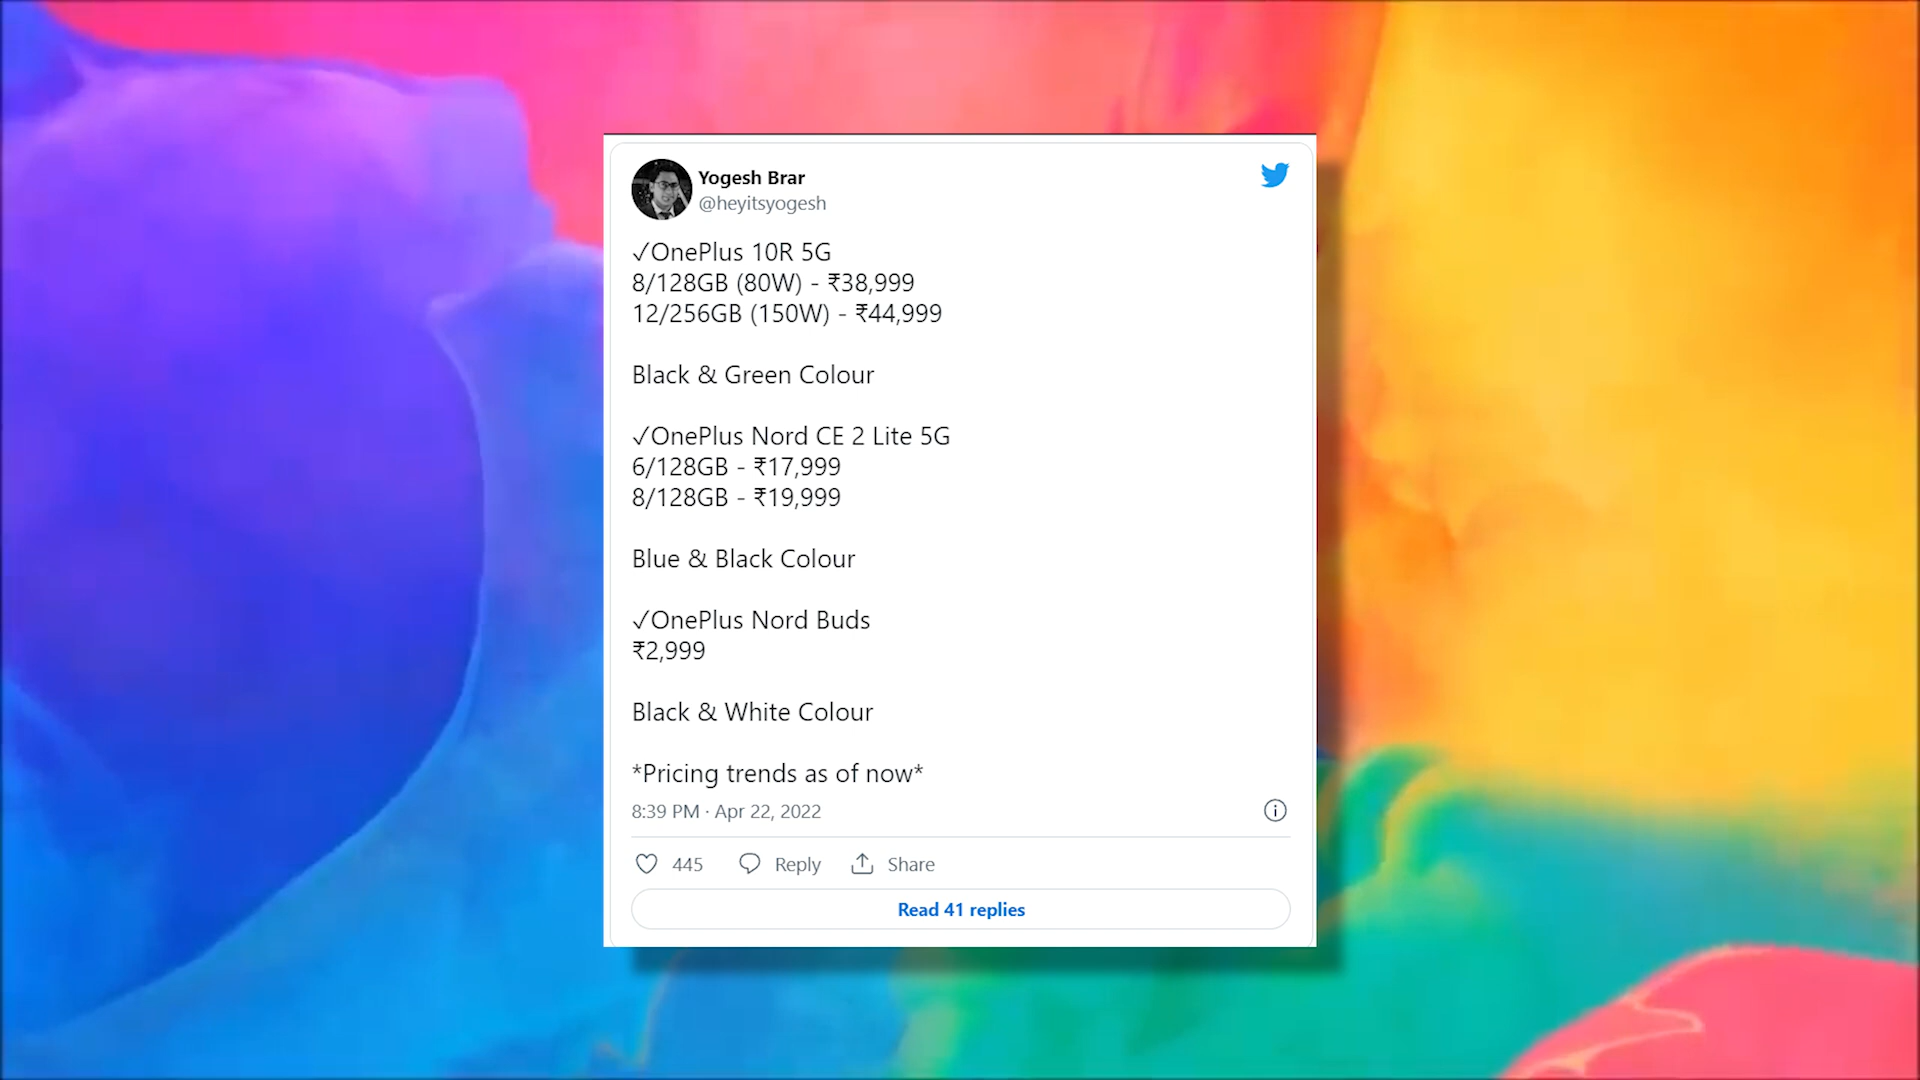 Yogesh Brar
@heyitsyogesh
✓OnePlus 10R 5G
8/128GB (80W) - ₹38,999
12/256GB (150W) - ₹44,999
Black & Green Colour
✓OnePlus Nord CE 2 Lite 5G
6/128GB - ₹17,999
8/128GB - ₹19,999
Blue & Black Colour
✓OnePlus Nord Buds
₹2,999
Black & White Colour
*Pricing trends as of now*
8:39 PM · Apr 22, 2022
445 Reply Share
Read 41 replies